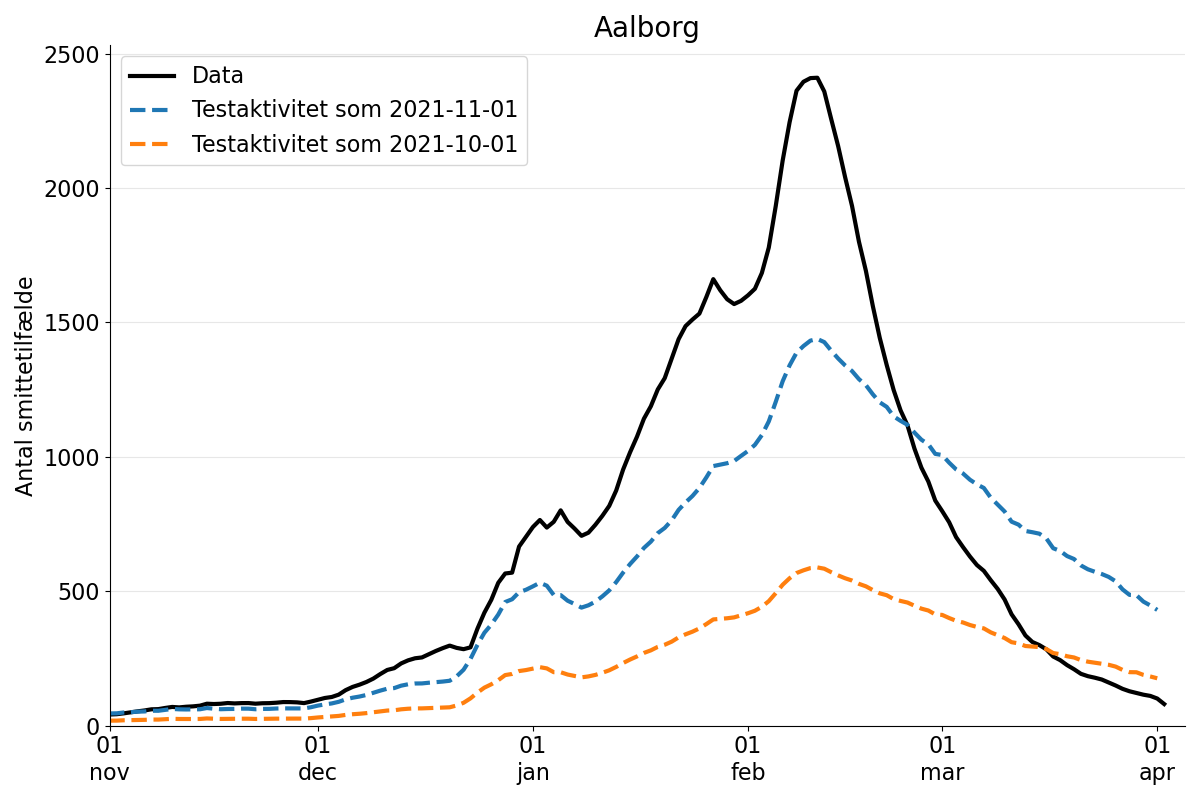 Aalborg
Data
Testaktivitet som 2021-11-01
Testaktivitet som 2021-10-01
Antal smittetilfælde
2500
2000
1500
1000
500
0
01 01 01 01 01 01
nov dec jan feb mar apr